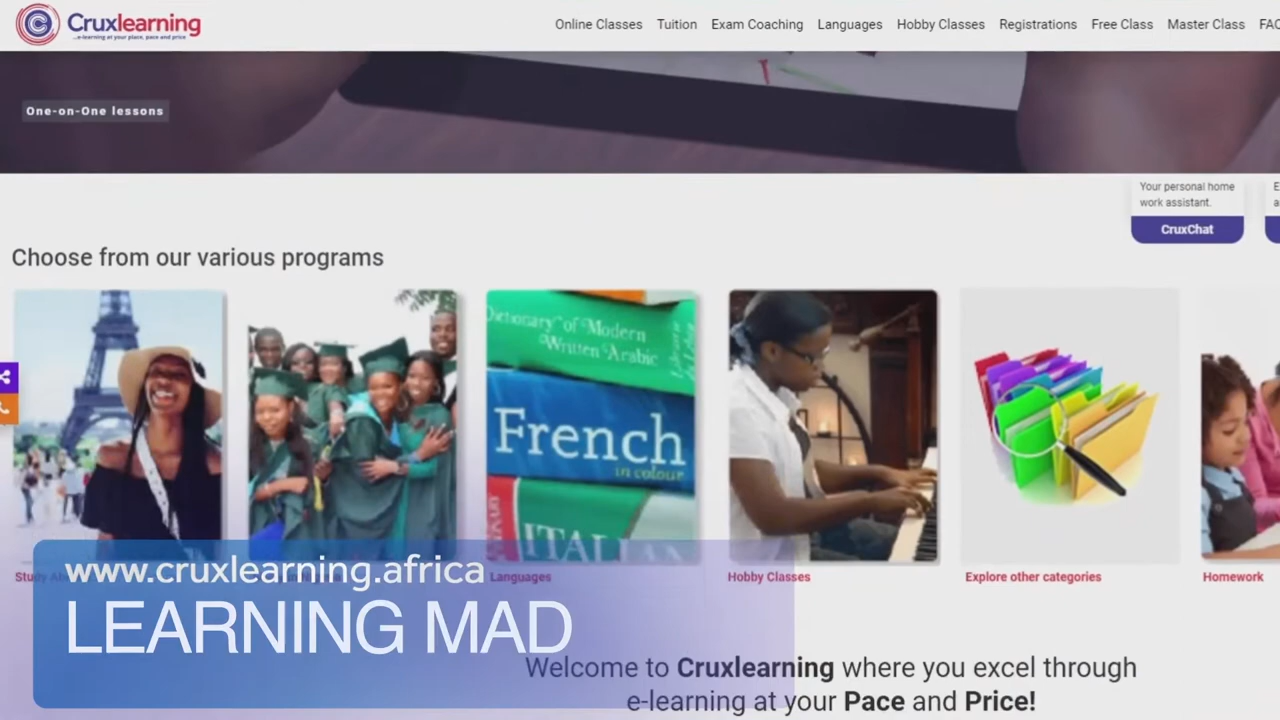 Cruxlearning
...e-learning at your place, pace and price
Online Classes Tuition Exam Coaching Languages Hobby Classes Registrations Free Class Master Class FAQ
One-on-One lessons
Your personal home
work assistant.
CruxChat
Choose from our various programs
Dictionary of Modern
Written Arabic
French
in colour
ITALIAN
Study
Languages
Hobby Classes
Explore other categories
Homework
www.cruxlearning.africa
LEARNING MAD
Welcome to Cruxlearning where you excel through
e-learning at your Pace and Price!